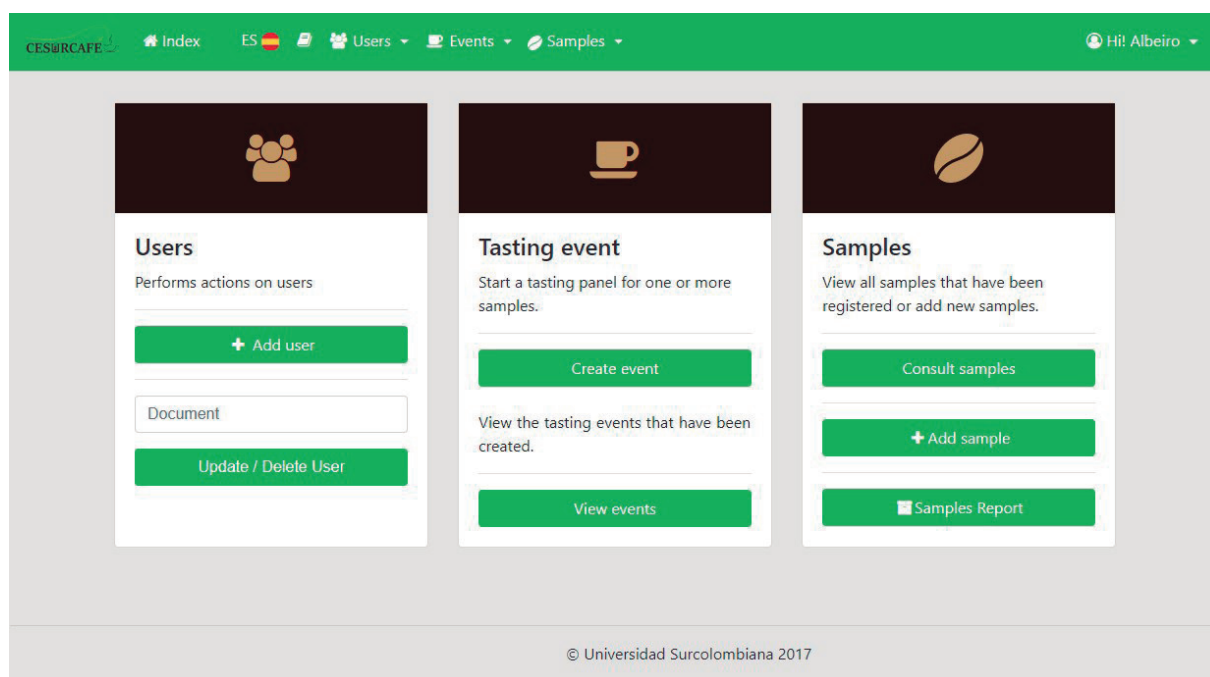 CESURCAFE Index ES Users Events Samples Hi! Albeiro
Users
Performs actions on users
Add user
Document
Update / Delete User
Tasting event
Start a tasting panel for one or more
samples.
Create event
View the tasting events that have been
created.
View events
Samples
View all samples that have been
registered or add new samples.
Consult samples
Add sample
Samples Report
© Universidad Surcolombiana 2017